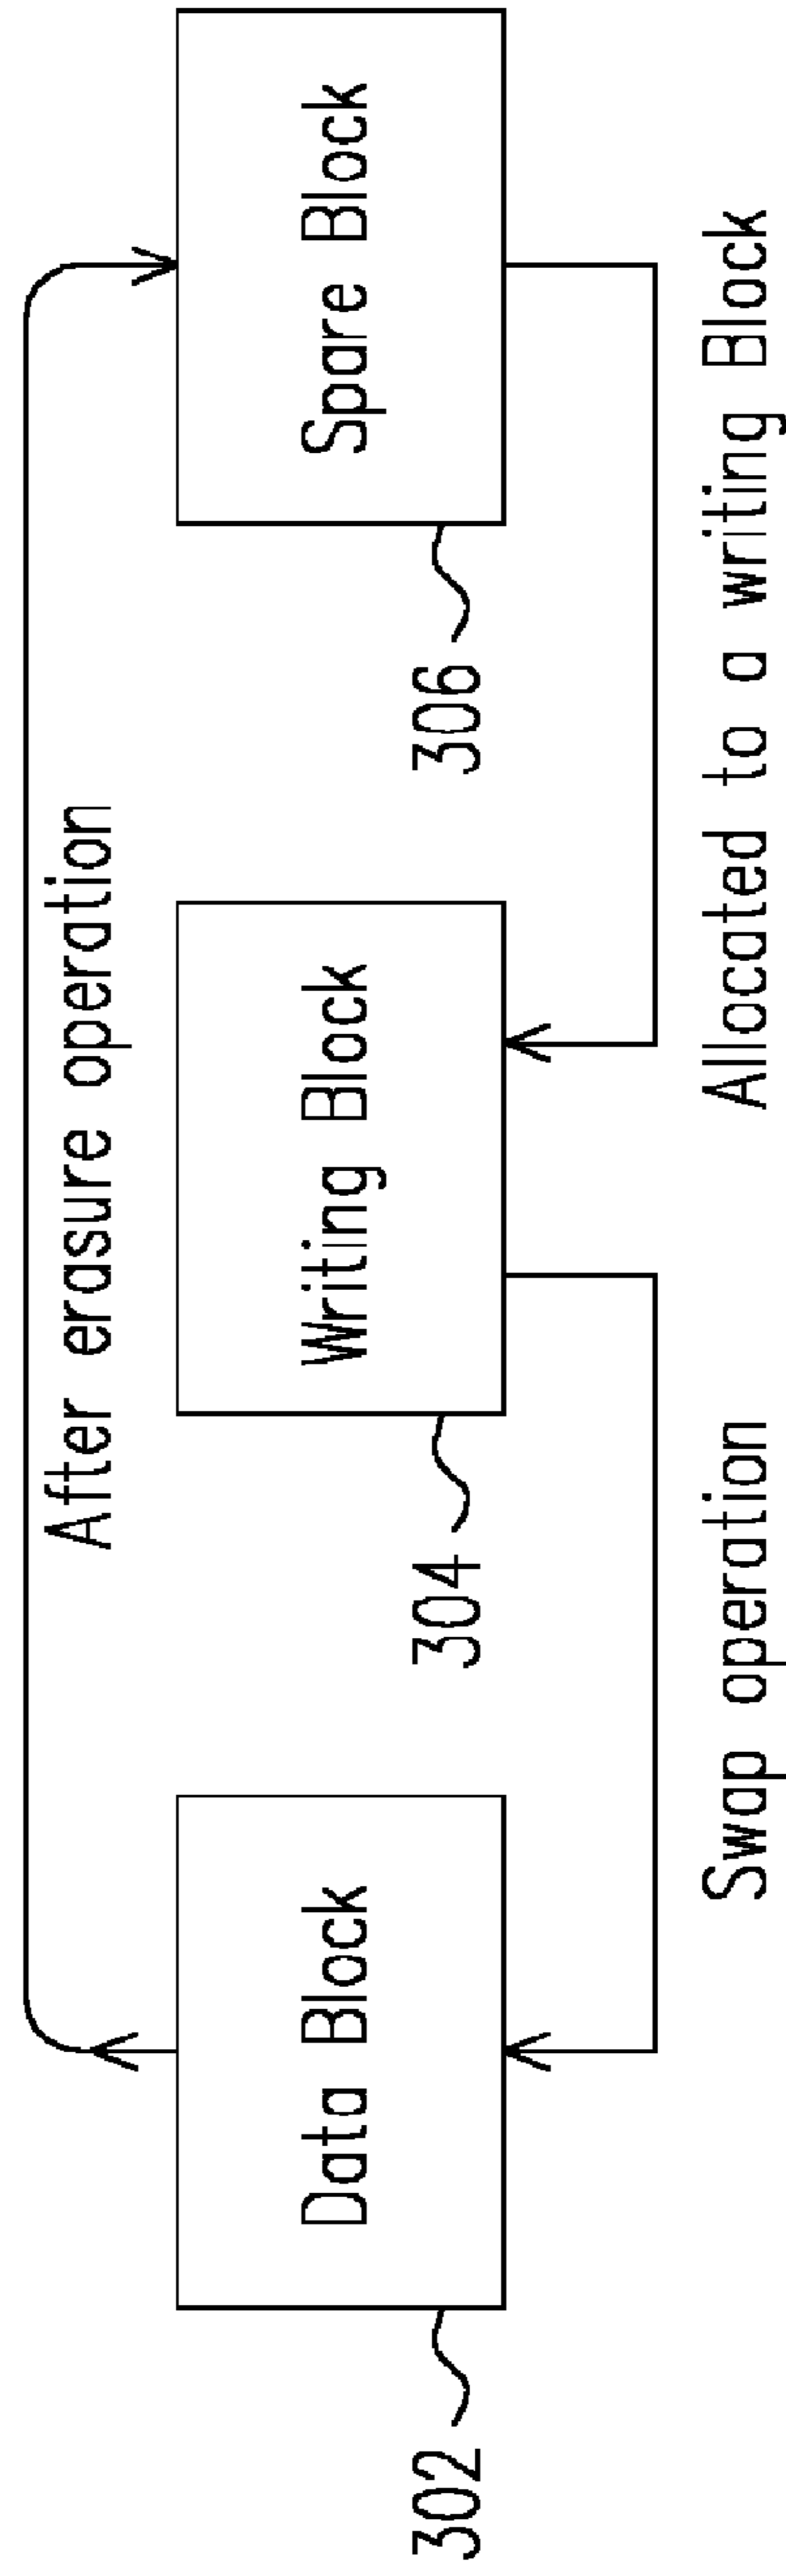 After erasure operation
Data Block
Writing Block
Spare Block
302
304
306
Swap operation
Allocated to a writing Block